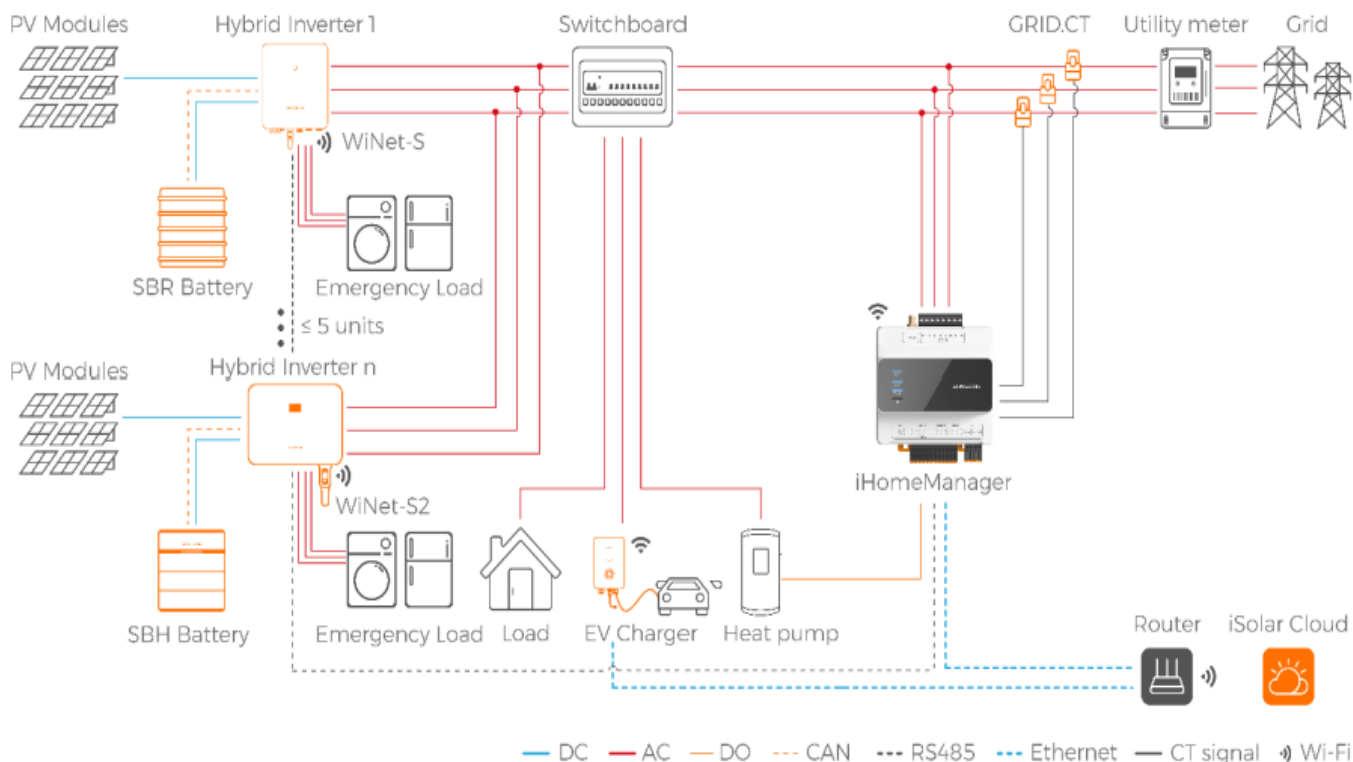 PV Modules
Hybrid Inverter 1
Switchboard
GRID.CT
Utility meter
Grid
WiNet-S
SBR Battery
Emergency Load
≤ 5 units
PV Modules
Hybrid Inverter n
iHomeManager
WiNet-S2
SBH Battery
Emergency Load
Load
EV Charger
Heat pump
Router
iSolar Cloud
DC
AC
DO
CAN
RS485
Ethernet
CT signal
Wi-Fi